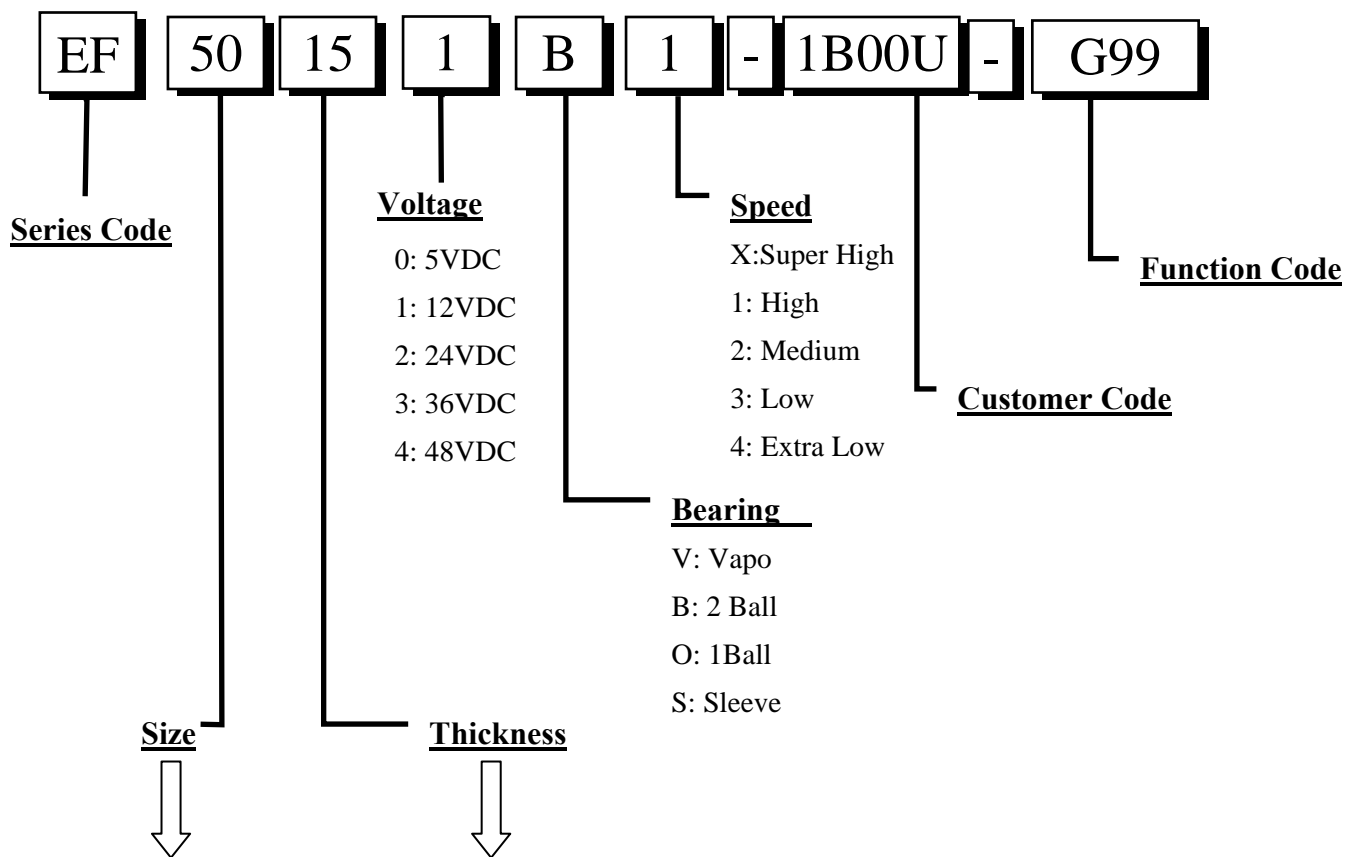 EF 50 15 1 B 1 - 1B00U - G99
Series Code
Voltage
0: 5VDC
1: 12VDC
2: 24VDC
3: 36VDC
4: 48VDC
Speed
X:Super High
1: High
2: Medium
3: Low
4: Extra Low
Function Code
Customer Code
Bearing
V: Vapo
B: 2 Ball
O: 1Ball
S: Sleeve
Size
Thickness